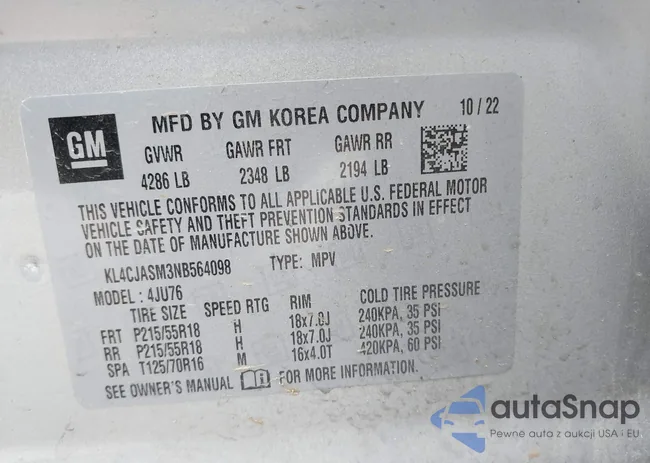 GM
MFD BY GM KOREA COMPANY 10/22
GVWR GAWR FRT GAWR RR
4286 LB 2348 LB 2194 LB
THIS VEHICLE CONFORMS TO ALL APPLICABLE U.S. FEDERAL MOTOR
VEHICLE SAFETY AND THEFT PREVENTION STANDARDS IN EFFECT
ON THE DATE OF MANUFACTURE SHOWN ABOVE.
KL4CJASM3NB564098 TYPE: MPV
MODEL: 4JU76
TIRE SIZE SPEED RTG RIM COLD TIRE PRESSURE
FRT P215/55R18 H 18x7.0J 240KPA, 35 PSI
RR P215/55R18 H 18x7.0J 240KPA, 35 PSI
SPA T125/70R16 M 16x4.0T 420KPA, 60 PSI
SEE OWNER'S MANUAL FOR MORE INFORMATION.
autaSnap
Pewne auta z aukcji USA i EU